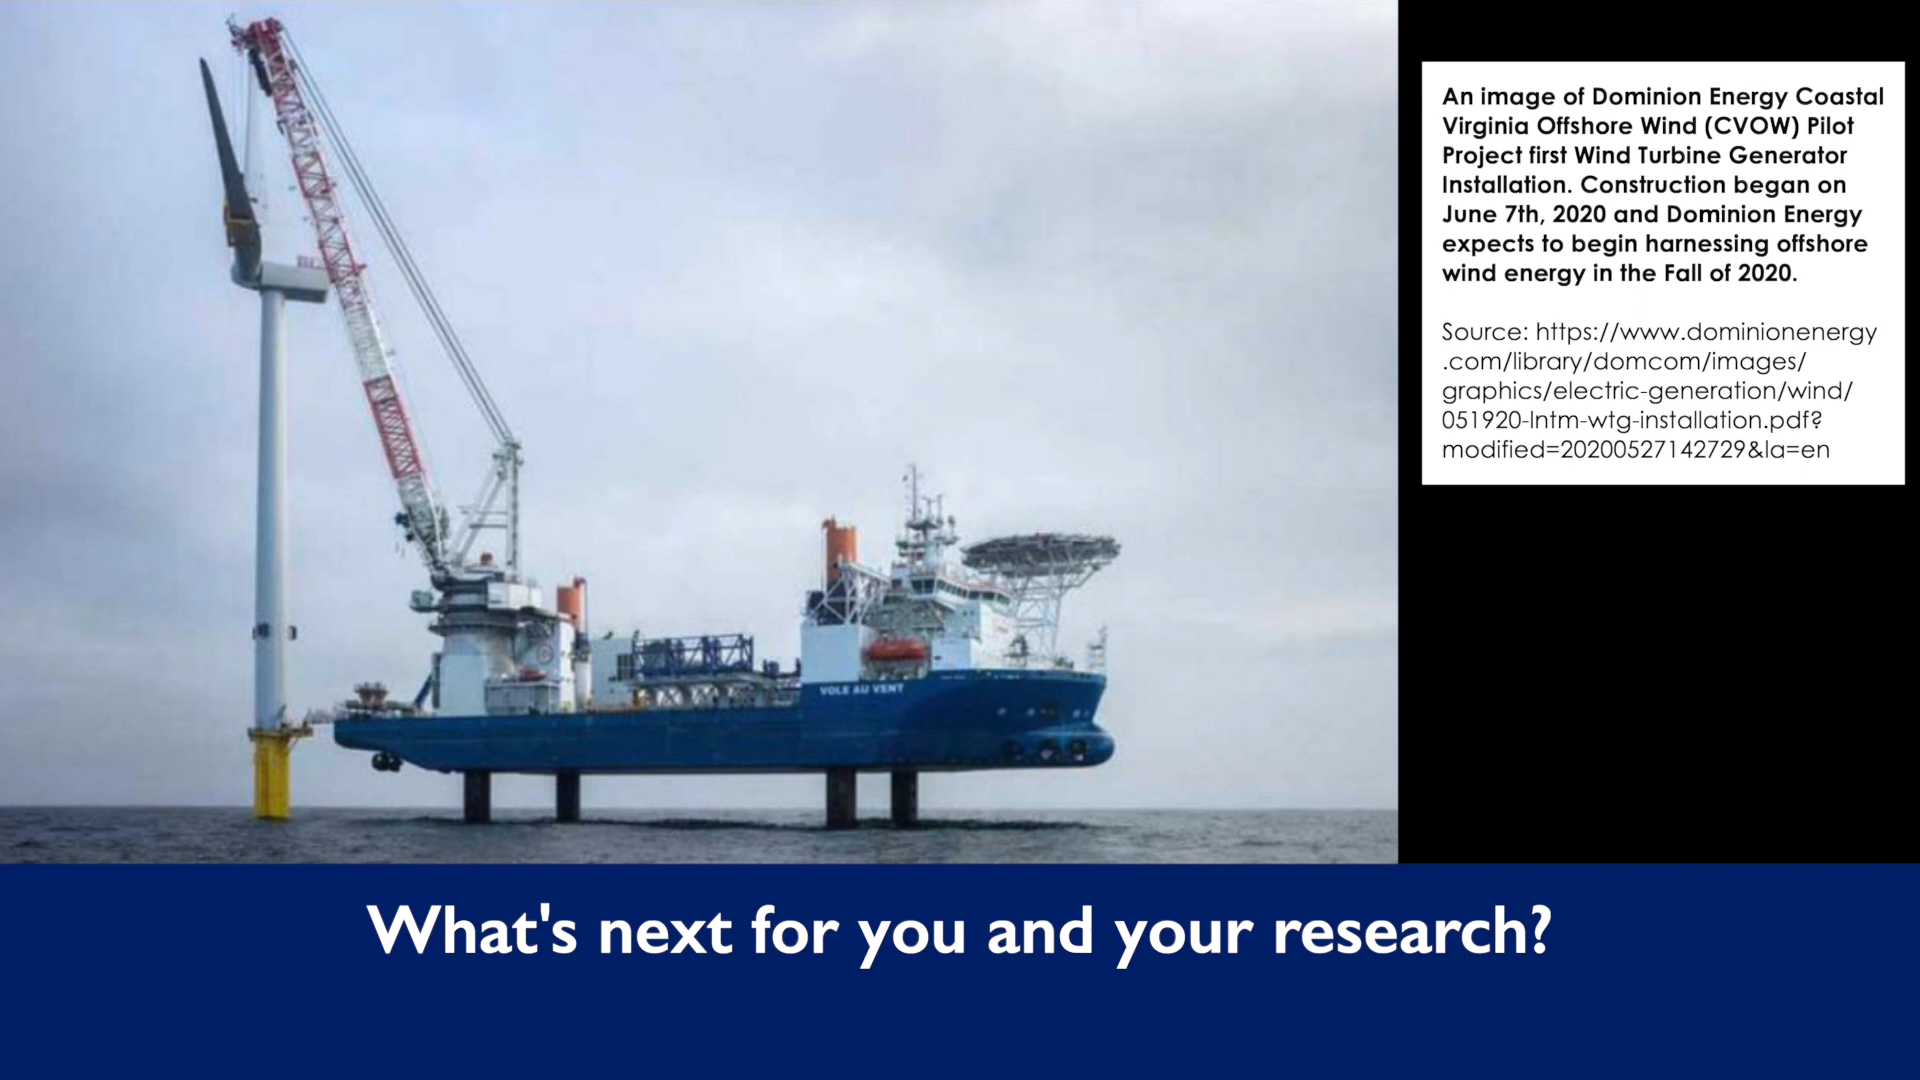 An image of Dominion Energy Coastal
Virginia Offshore Wind (CVOW) Pilot
Project first Wind Turbine Generator
Installation. Construction began on
June 7th, 2020 and Dominion Energy
expects to begin harnessing offshore
wind energy in the Fall of 2020.
Source: https://www.dominionenergy
.com/library/domcom/images/
graphics/electric-generation/wind/
051920-lntm-wtg-installation.pdf?
modified=20200527142729&la=en
VOLE AU VENT
What's next for you and your research?